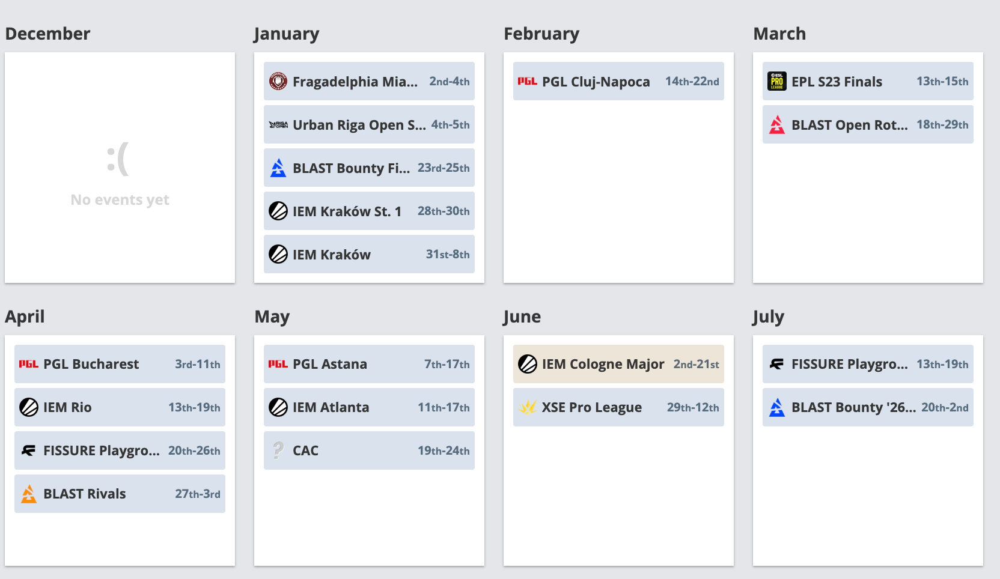 December
:(
No events yet
January
Fragadelphia Mia... 2nd-4th
RIGA OPEN Urban Riga Open S... 4th-5th
BLAST Bounty Fi... 23rd-25th
IEM Kraków St. 1 28th-30th
IEM Kraków 31st-8th
February
PGL PGL Cluj-Napoca 14th-22nd
March
ESL PRO LEAGUE EPL S23 Finals 13th-15th
BLAST Open Rot... 18th-29th
April
PGL PGL Bucharest 3rd-11th
IEM Rio 13th-19th
FISSURE Playgro... 20th-26th
BLAST Rivals 27th-3rd
May
PGL PGL Astana 7th-17th
IEM Atlanta 11th-17th
? CAC 19th-24th
June
IEM Cologne Major 2nd-21st
XSE Pro League 29th-12th
July
FISSURE Playgro... 13th-19th
BLAST Bounty '26... 20th-2nd